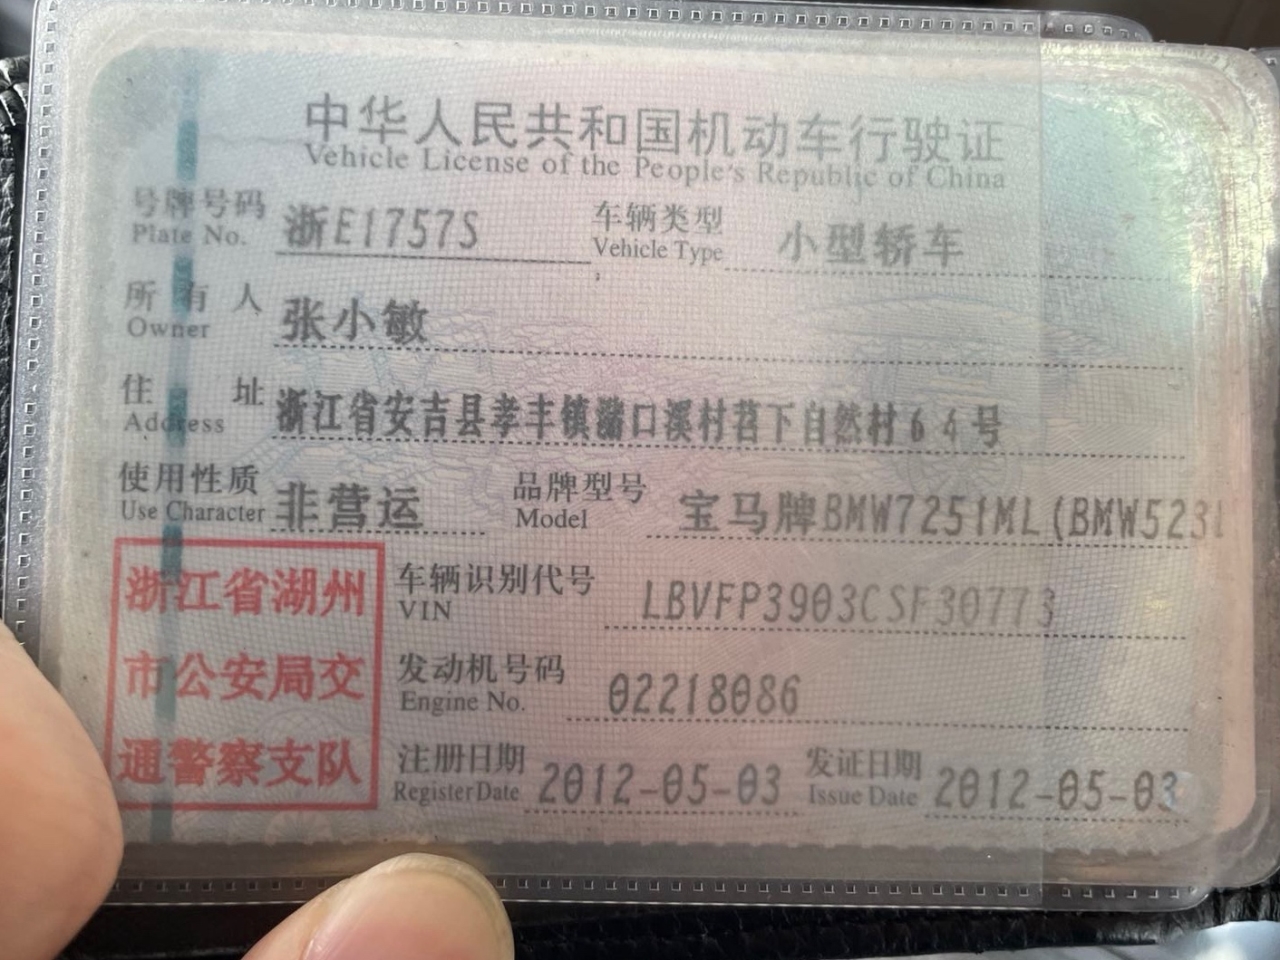 中华人民共和国机动车行驶证
Vehicle License of the People's Republic of China
号牌号码 浙E1757S 车辆类型 小型轿车
Plate No. Vehicle Type
所有人 张小敏
Owner
住址 浙江省安吉县孝丰镇潴口溪村苕下自然村64号
Address
使用性质 非营运 品牌型号 宝马牌BMW7251ML(BMW523L
Use Character Model
浙江省湖州
市公安局交
通警察支队
车辆识别代号 LBVFP3903CSF30773
VIN
发动机号码 02218086
Engine No.
注册日期 2012-05-03 发证日期 2012-05-03
Register Date Issue Date